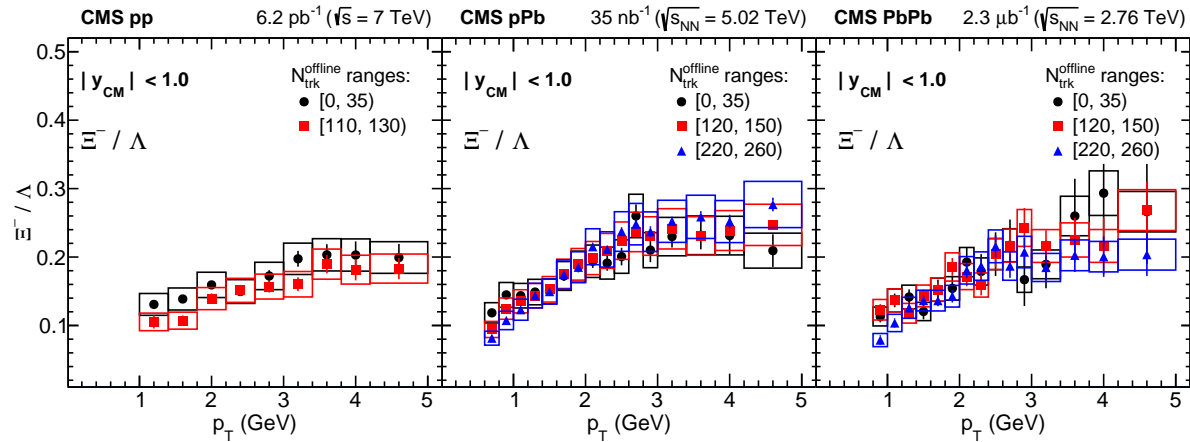 CMS pp 6.2 pb⁻¹ (√s = 7 TeV)
CMS pPb 35 nb⁻¹ (√s_NN = 5.02 TeV)
CMS PbPb 2.3 μb⁻¹ (√s_NN = 2.76 TeV)
Ξ⁻ / Λ
0.5
0.4
0.3
0.2
0.1
| y_CM | < 1.0
N_trk^offline ranges:
[0, 35)
[110, 130)
Ξ⁻ / Λ
1 2 3 4 5
p_T (GeV)
| y_CM | < 1.0
N_trk^offline ranges:
[0, 35)
[120, 150)
[220, 260)
Ξ⁻ / Λ
1 2 3 4 5
p_T (GeV)
| y_CM | < 1.0
N_trk^offline ranges:
[0, 35)
[120, 150)
[220, 260)
Ξ⁻ / Λ
1 2 3 4 5
p_T (GeV)